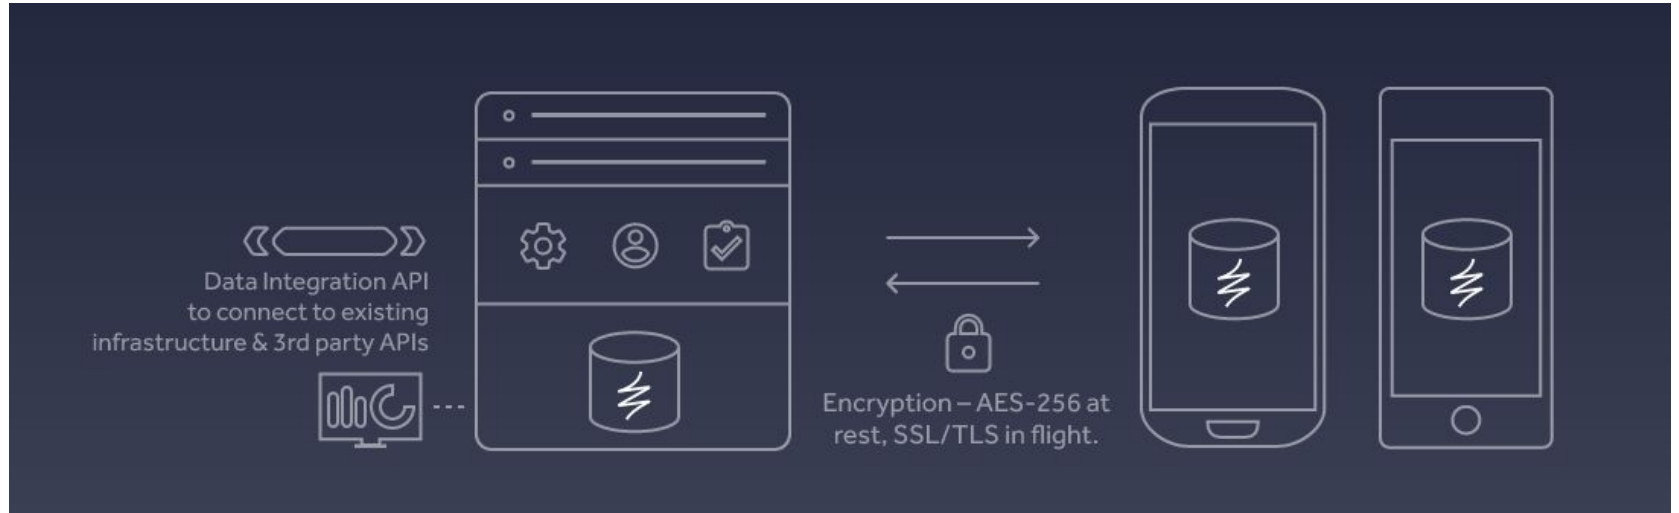 Data Integration API
to connect to existing
infrastructure & 3rd party APIs
Encryption – AES-256 at
rest, SSL/TLS in flight.